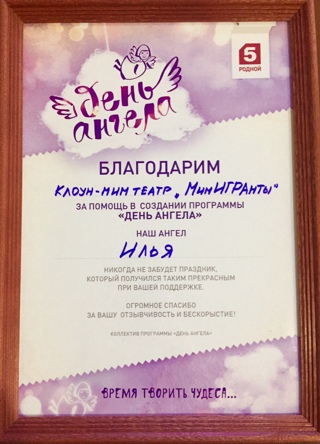 день
ангела
5
РОДНОЙ
БЛАГОДАРИМ
КЛОУН-МИМ ТЕАТР „МИМИГРАНТЫ"
ЗА ПОМОЩЬ В СОЗДАНИИ ПРОГРАММЫ
«ДЕНЬ АНГЕЛА»
НАШ АНГЕЛ
ИЛЬЯ
НИКОГДА НЕ ЗАБУДЕТ ПРАЗДНИК,
КОТОРЫЙ ПОЛУЧИЛСЯ ТАКИМ ПРЕКРАСНЫМ
ПРИ ВАШЕЙ ПОДДЕРЖКЕ.
ОГРОМНОЕ СПАСИБО
ЗА ВАШУ ОТЗЫВЧИВОСТЬ И БЕСКОРЫСТИЕ!
КОЛЛЕКТИВ ПРОГРАММЫ «ДЕНЬ АНГЕЛА»
ВРЕМЯ ТВОРИТЬ ЧУДЕСА...